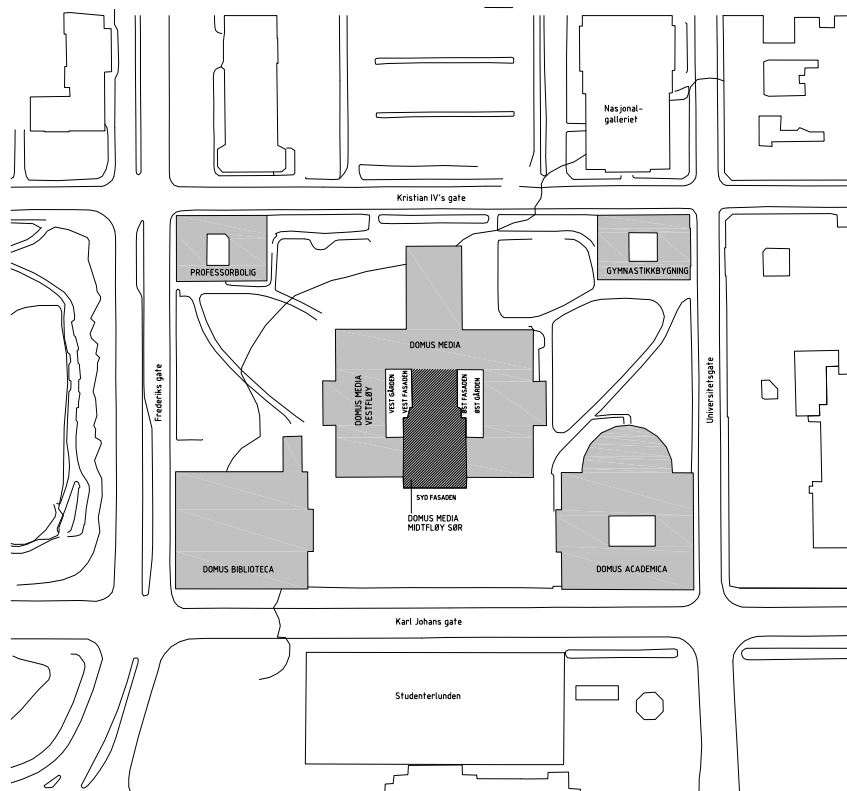 Nasjonal-
galleriet
Kristian IV's gate
PROFESSORBOLIG
GYMNASTIKKBYGNING
DOMUS MEDIA
Frederiks gate
DOMUS MEDIA
VESTFLØY
VEST GÅRDEN
VEST FASADEN
ØST FASADEN
ØST GÅRDEN
Universitetsgate
SYD FASADEN
DOMUS MEDIA
MIDTFLØY SØR
DOMUS BIBLIOTECA
DOMUS ACADEMICA
Karl Johans gate
Studenterlunden